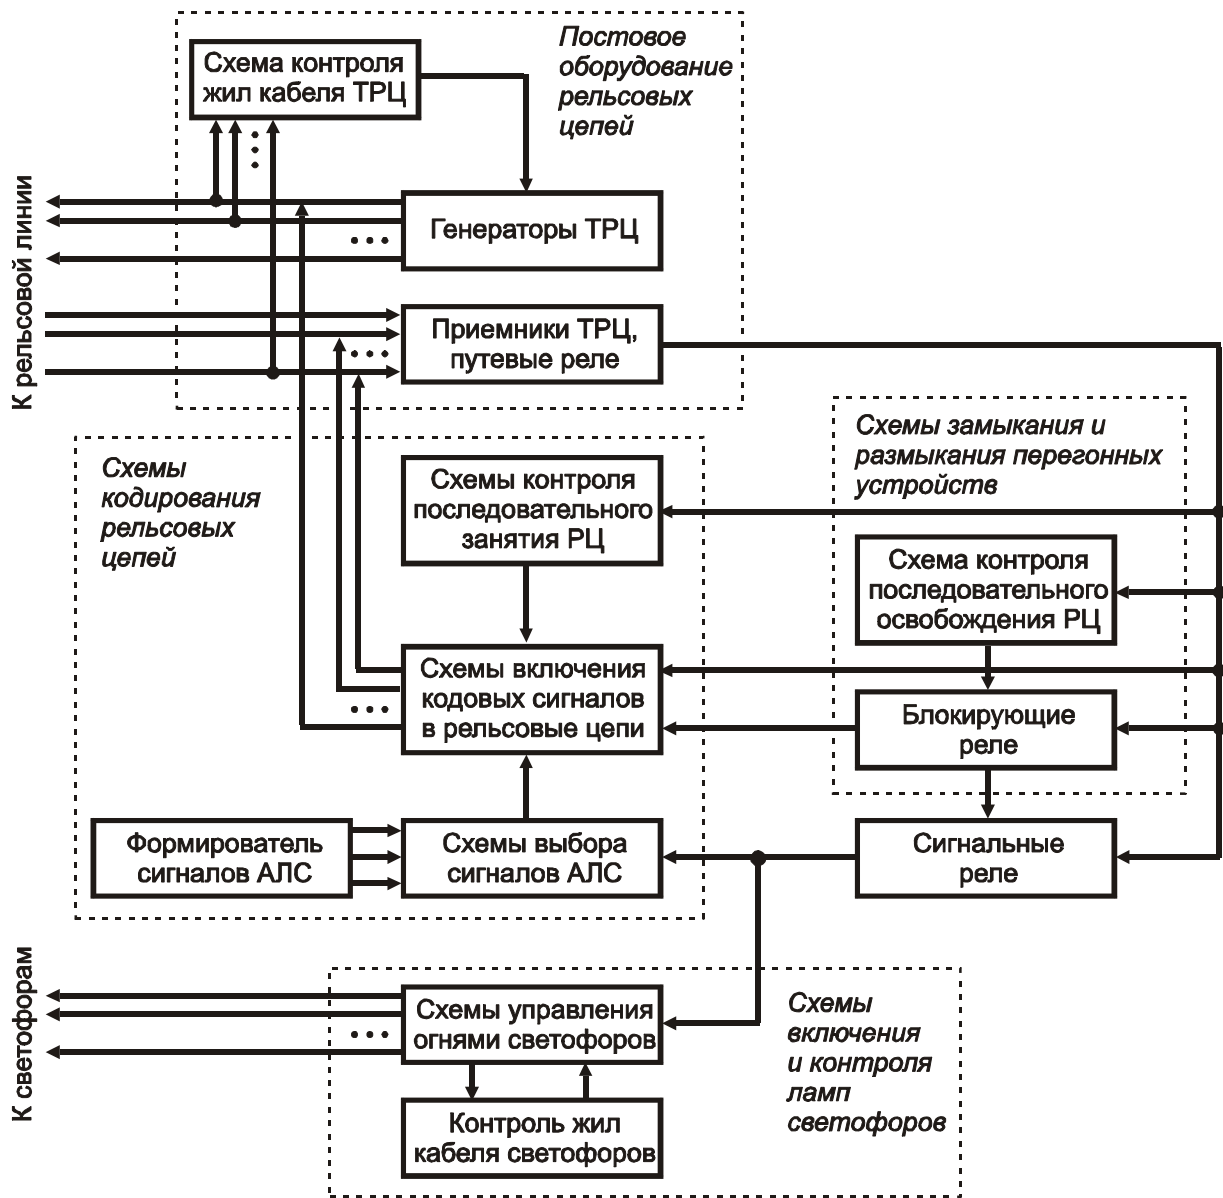 Постовое
оборудование
рельсовых
цепей
Схема контроля
жил кабеля ТРЦ
Генераторы ТРЦ
Приемники ТРЦ,
путевые реле
К рельсовой линии
Схемы
кодирования
рельсовых
цепей
Схемы контроля
последовательного
занятия РЦ
Схемы замыкания и
размыкания перегонных
устройств
Схема контроля
последовательного
освобождения РЦ
Схемы включения
кодовых сигналов
в рельсовые цепи
Блокирующие
реле
Формирователь
сигналов АЛС
Схемы выбора
сигналов АЛС
Сигнальные
реле
К светофорам
Схемы управления
огнями светофоров
Схемы
включения
и контроля
ламп
светофоров
Контроль жил
кабеля светофоров